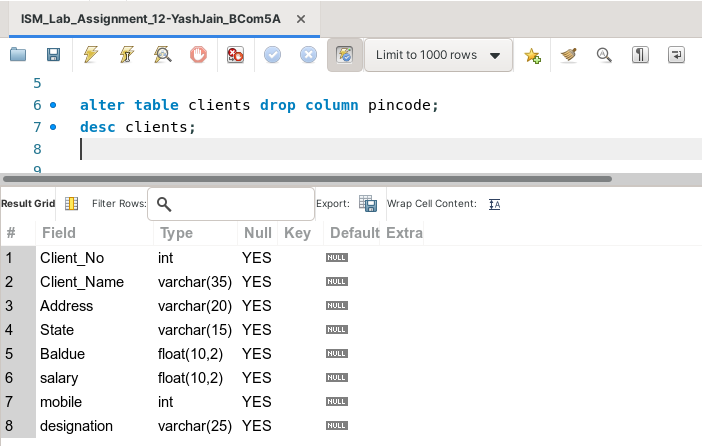 ISM_Lab_Assignment_12-YashJain_BCom5A ×
Limit to 1000 rows
5
6 alter table clients drop column pincode;
7 desc clients;
8
9
Result Grid Filter Rows: Export: Wrap Cell Content:
# Field Type Null Key Default Extra
1 Client_No int YES NULL
2 Client_Name varchar(35) YES NULL
3 Address varchar(20) YES NULL
4 State varchar(15) YES NULL
5 Baldue float(10,2) YES NULL
6 salary float(10,2) YES NULL
7 mobile int YES NULL
8 designation varchar(25) YES NULL